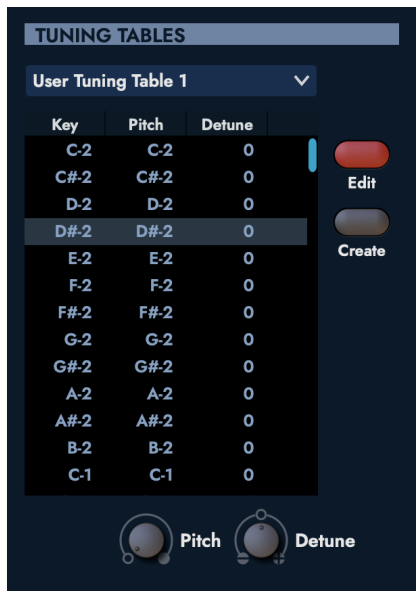 TUNING TABLES
User Tuning Table 1
Key Pitch Detune
C-2 C-2 0
C#-2 C#-2 0
D-2 D-2 0
D#-2 D#-2 0
E-2 E-2 0
F-2 F-2 0
F#-2 F#-2 0
G-2 G-2 0
G#-2 G#-2 0
A-2 A-2 0
A#-2 A#-2 0
B-2 B-2 0
C-1 C-1 0
Edit
Create
Pitch Detune